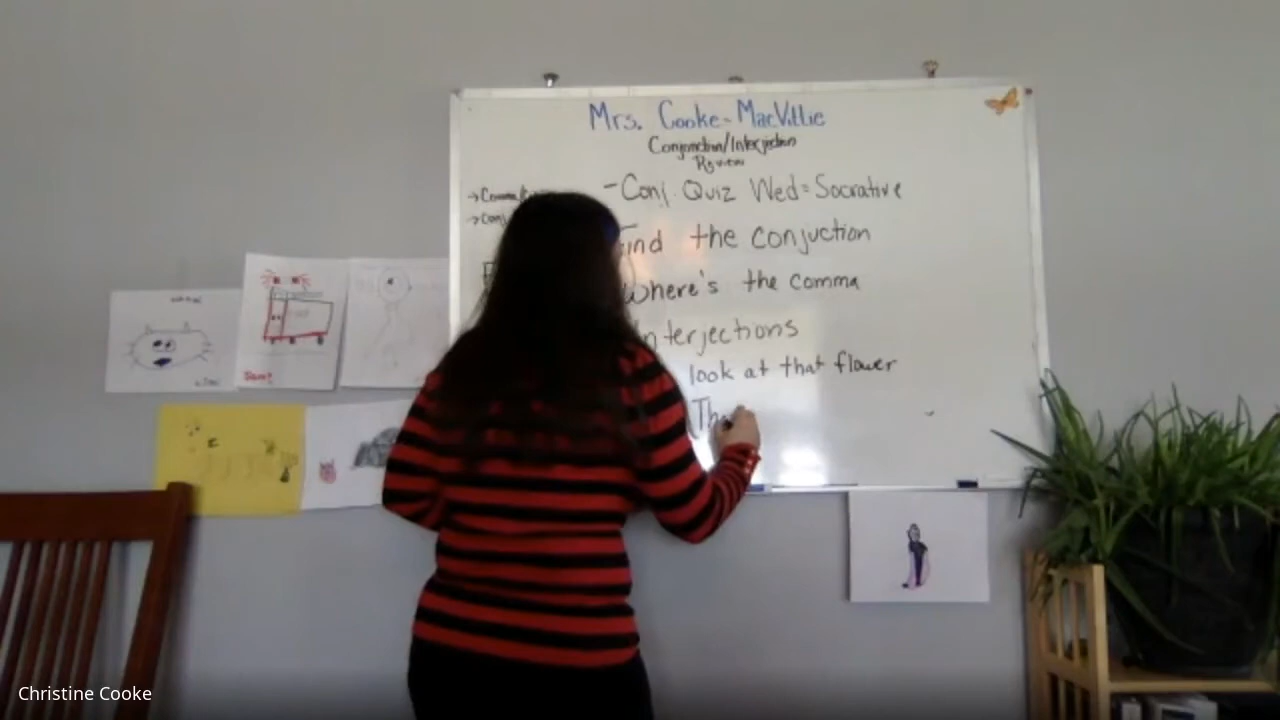 Mrs. Cooke-MacVittie
Conjunction/Interjection
Review
- Conj. Quiz Wed = Socrative
Find the conjuction
Where's the comma
Interjections
look at that flower
Christine Cooke